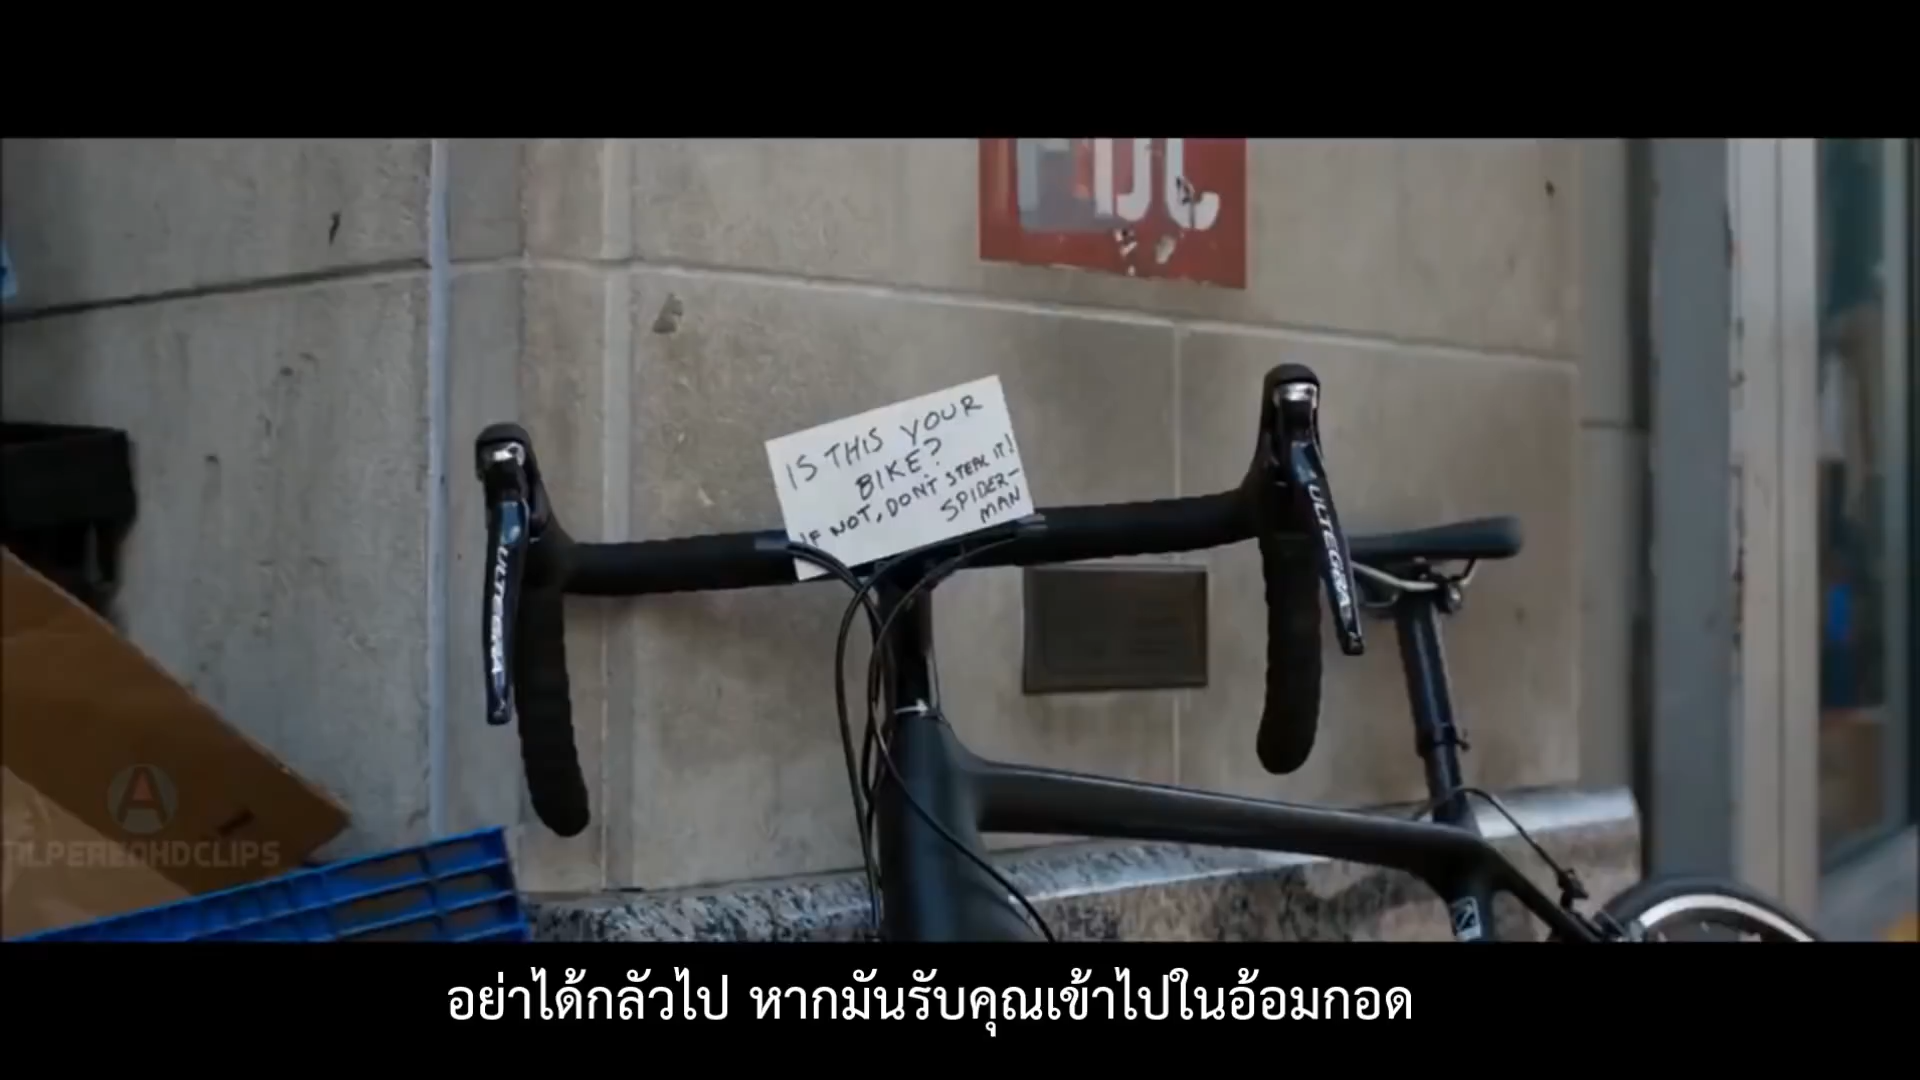 IS THIS YOUR
BIKE?
IF NOT, DON'T STEAL IT!
SPIDER-
MAN
ULTEGRA
ULTEGRA
A
อย่าได้กลัวไป หากมันรับคุณเข้าไปในอ้อมกอด